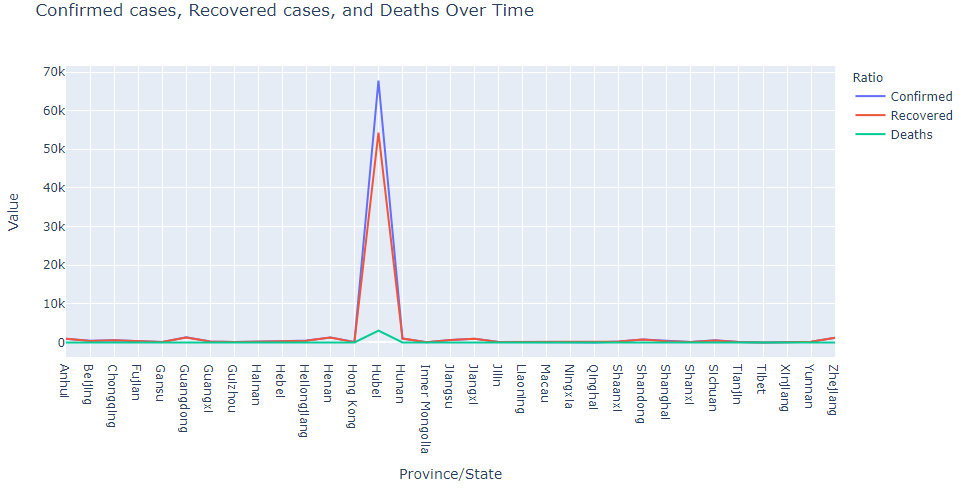 Confirmed cases, Recovered cases, and Deaths Over Time
Ratio
Confirmed
Recovered
Deaths
Value
70k
60k
50k
40k
30k
20k
10k
0
Anhui
Beijing
Chongqing
Fujian
Gansu
Guangdong
Guangxi
Guizhou
Hainan
Hebei
Heilongjiang
Henan
Hong Kong
Hubei
Hunan
Inner Mongolia
Jiangsu
Jiangxi
Jilin
Liaoning
Macau
Ningxia
Qinghai
Shaanxi
Shandong
Shanghai
Shanxi
Sichuan
Tianjin
Tibet
Xinjiang
Yunnan
Zhejiang
Province/State